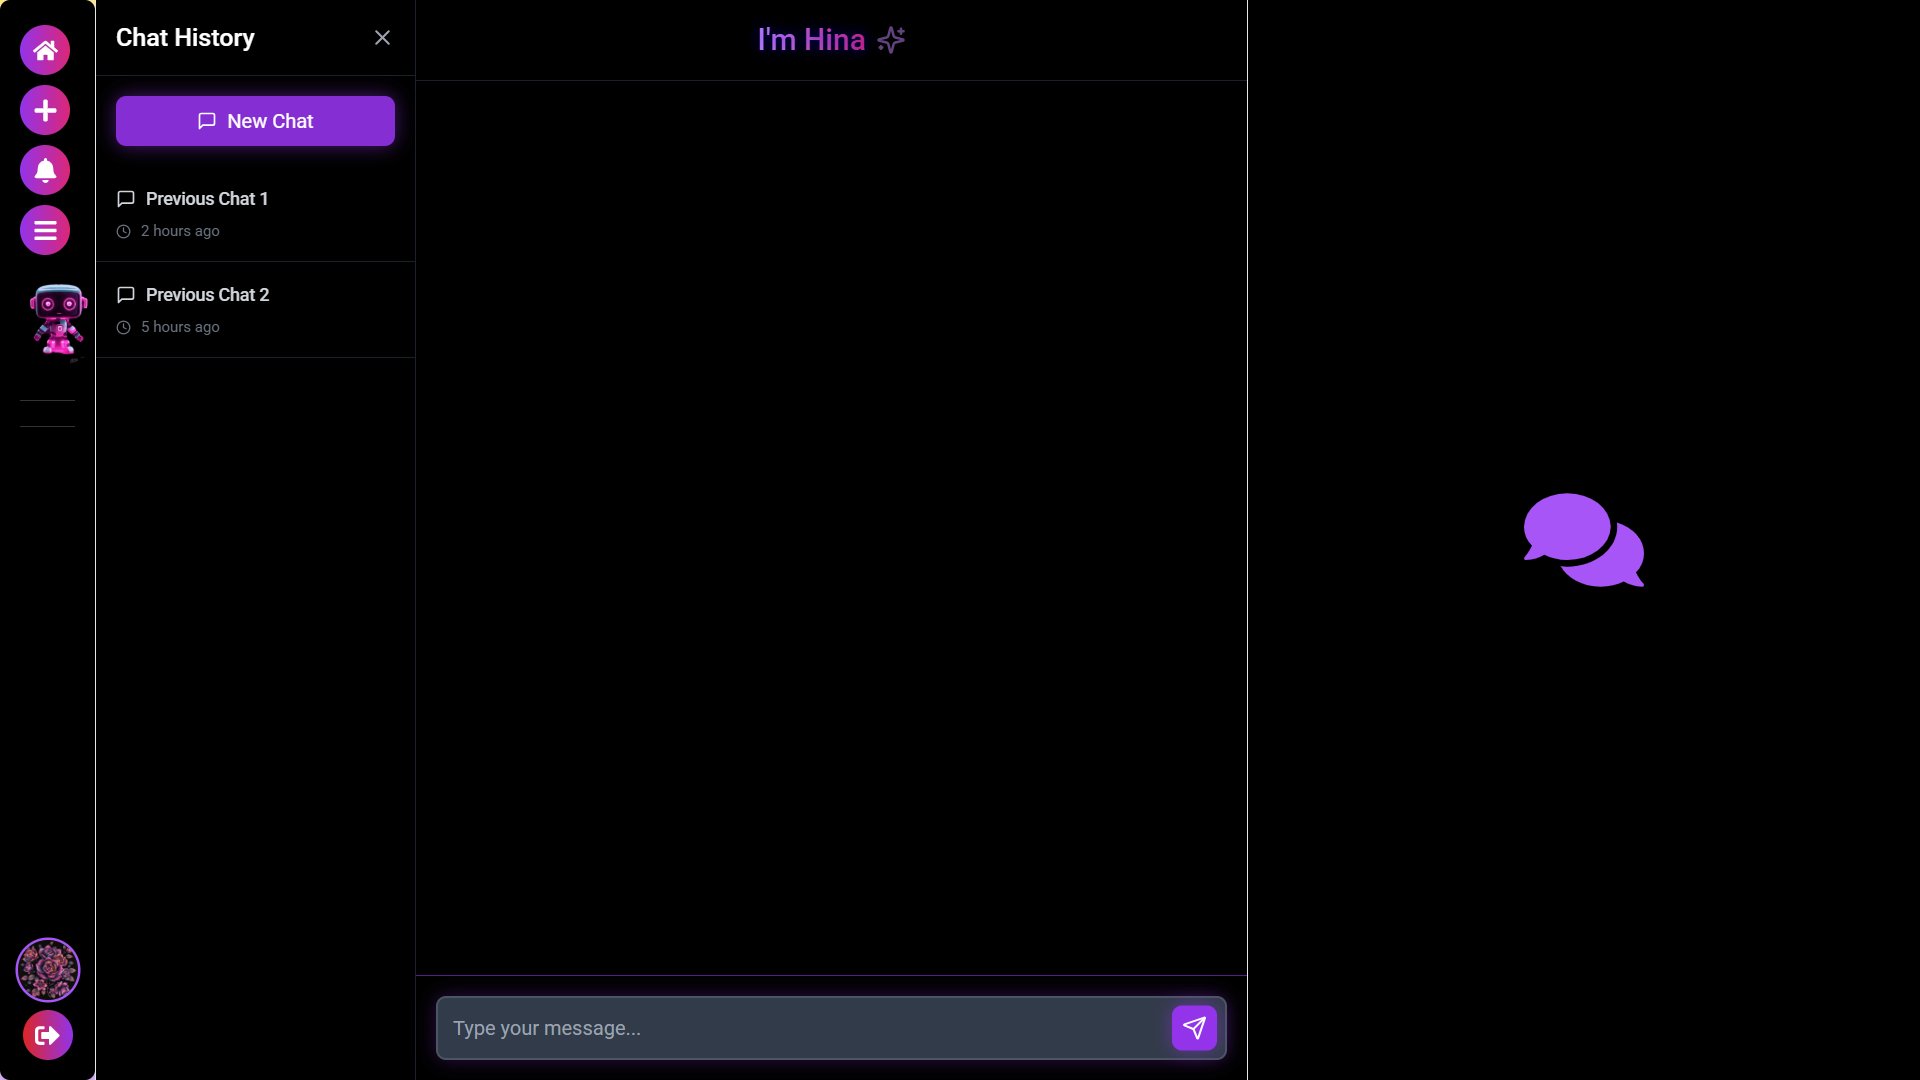 Chat History
New Chat
Previous Chat 1
2 hours ago
Previous Chat 2
5 hours ago
I'm Hina
Type your message...